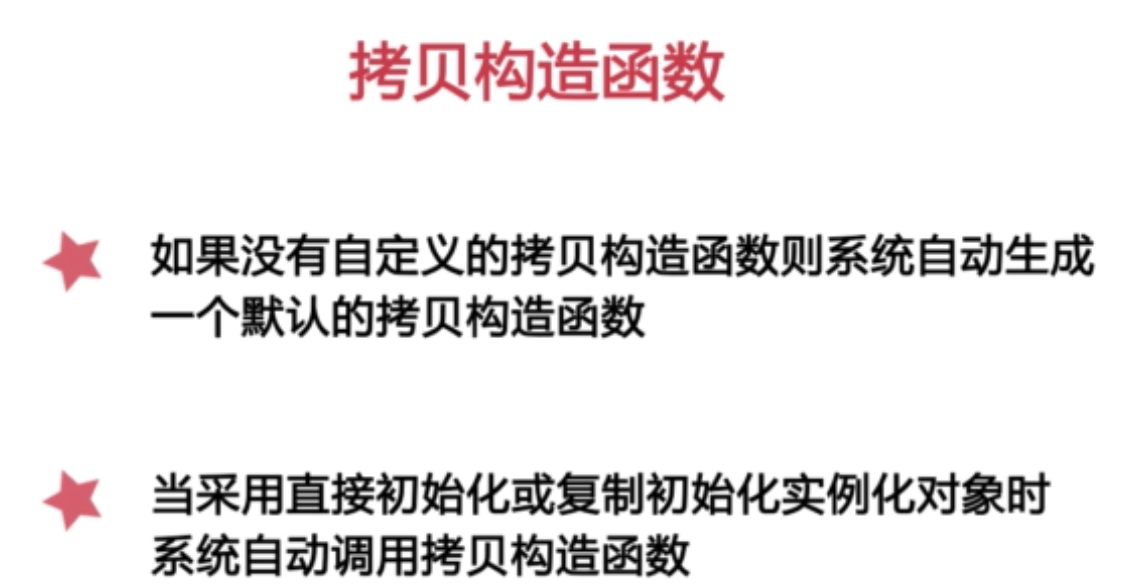 拷贝构造函数
如果没有自定义的拷贝构造函数则系统自动生成
一个默认的拷贝构造函数
当采用直接初始化或复制初始化实例化对象时
系统自动调用拷贝构造函数